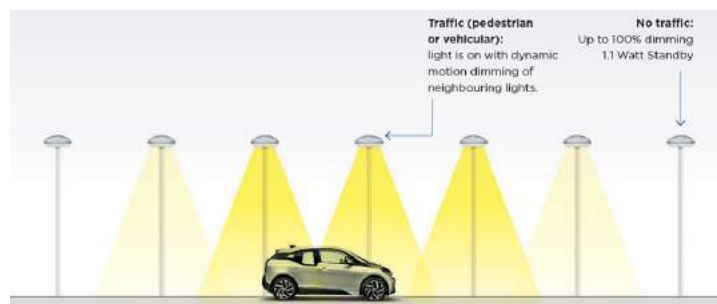 Traffic (pedestrian
or vehicular):
light is on with dynamic
motion dimming of
neighbouring lights.
No traffic:
Up to 100% dimming
1.1 Watt Standby